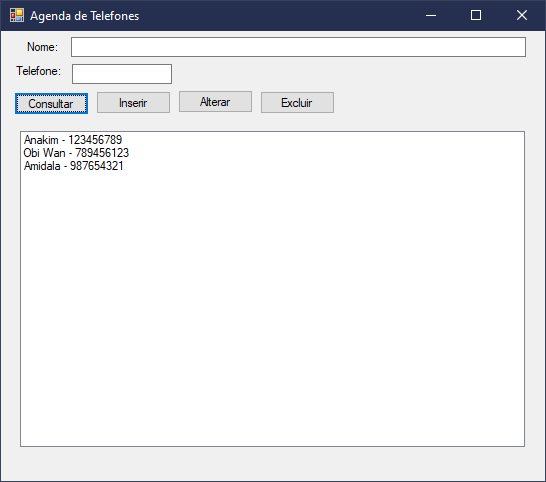 Agenda de Telefones
Nome:
Telefone:
Consultar Inserir Alterar Excluir
Anakim - 123456789
Obi Wan - 789456123
Amidala - 987654321